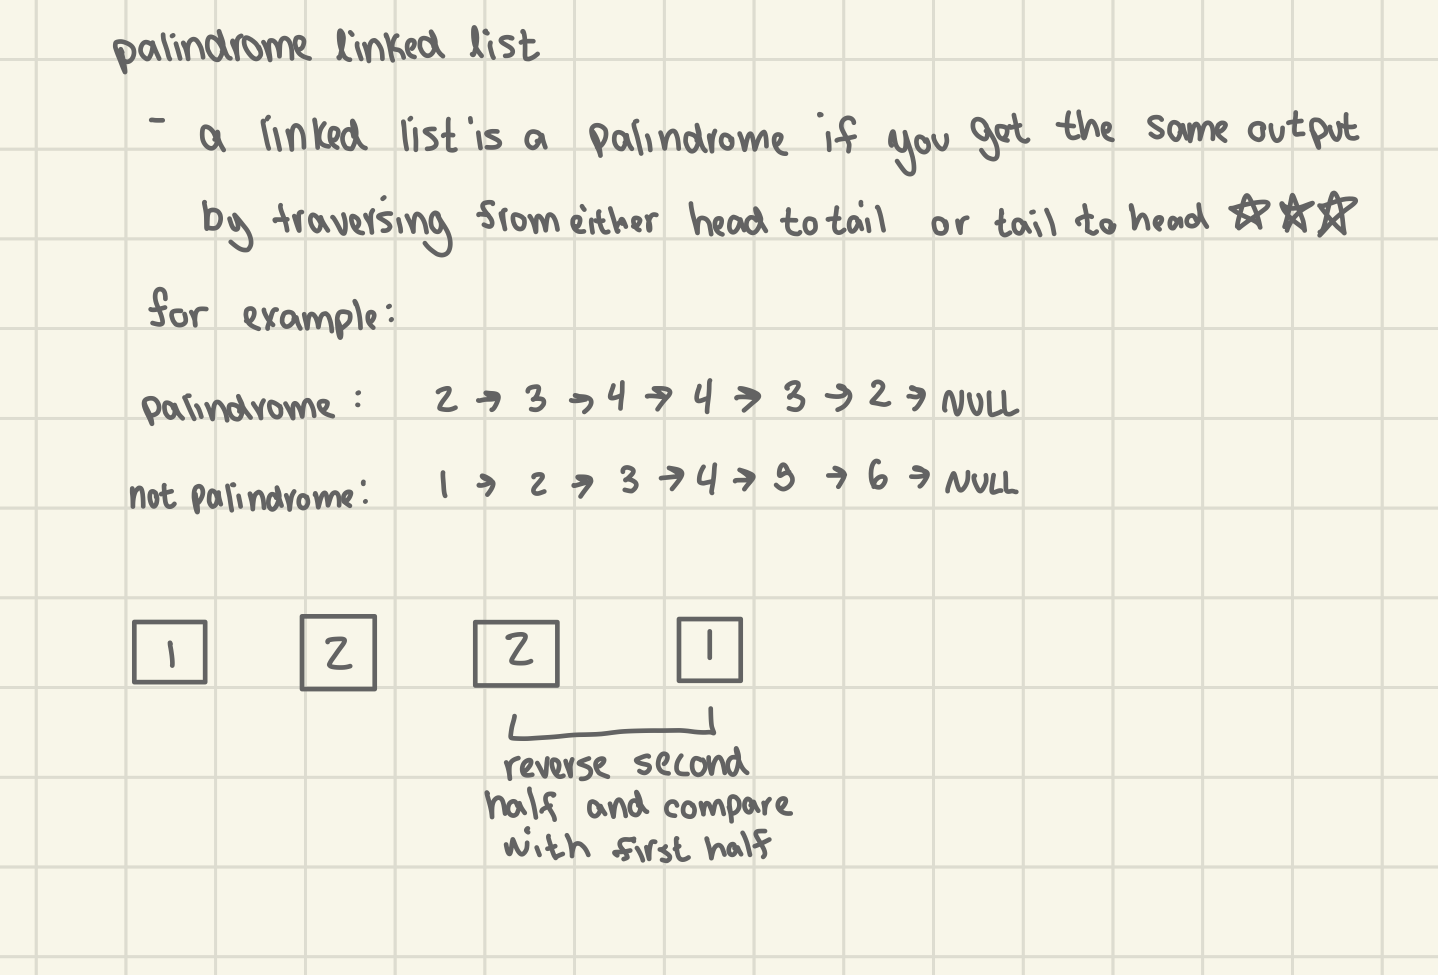 palindrome linked list
- a linked list is a palindrome if you get the same output
by traversing from either head to tail or tail to head ☆☆☆
for example:
palindrome: 2 → 3 → 4 → 4 → 3 → 2 → NULL
not palindrome: 1 → 2 → 3 → 4 → 9 → 6 → NULL
1 2 2 1
reverse second
half and compare
with first half